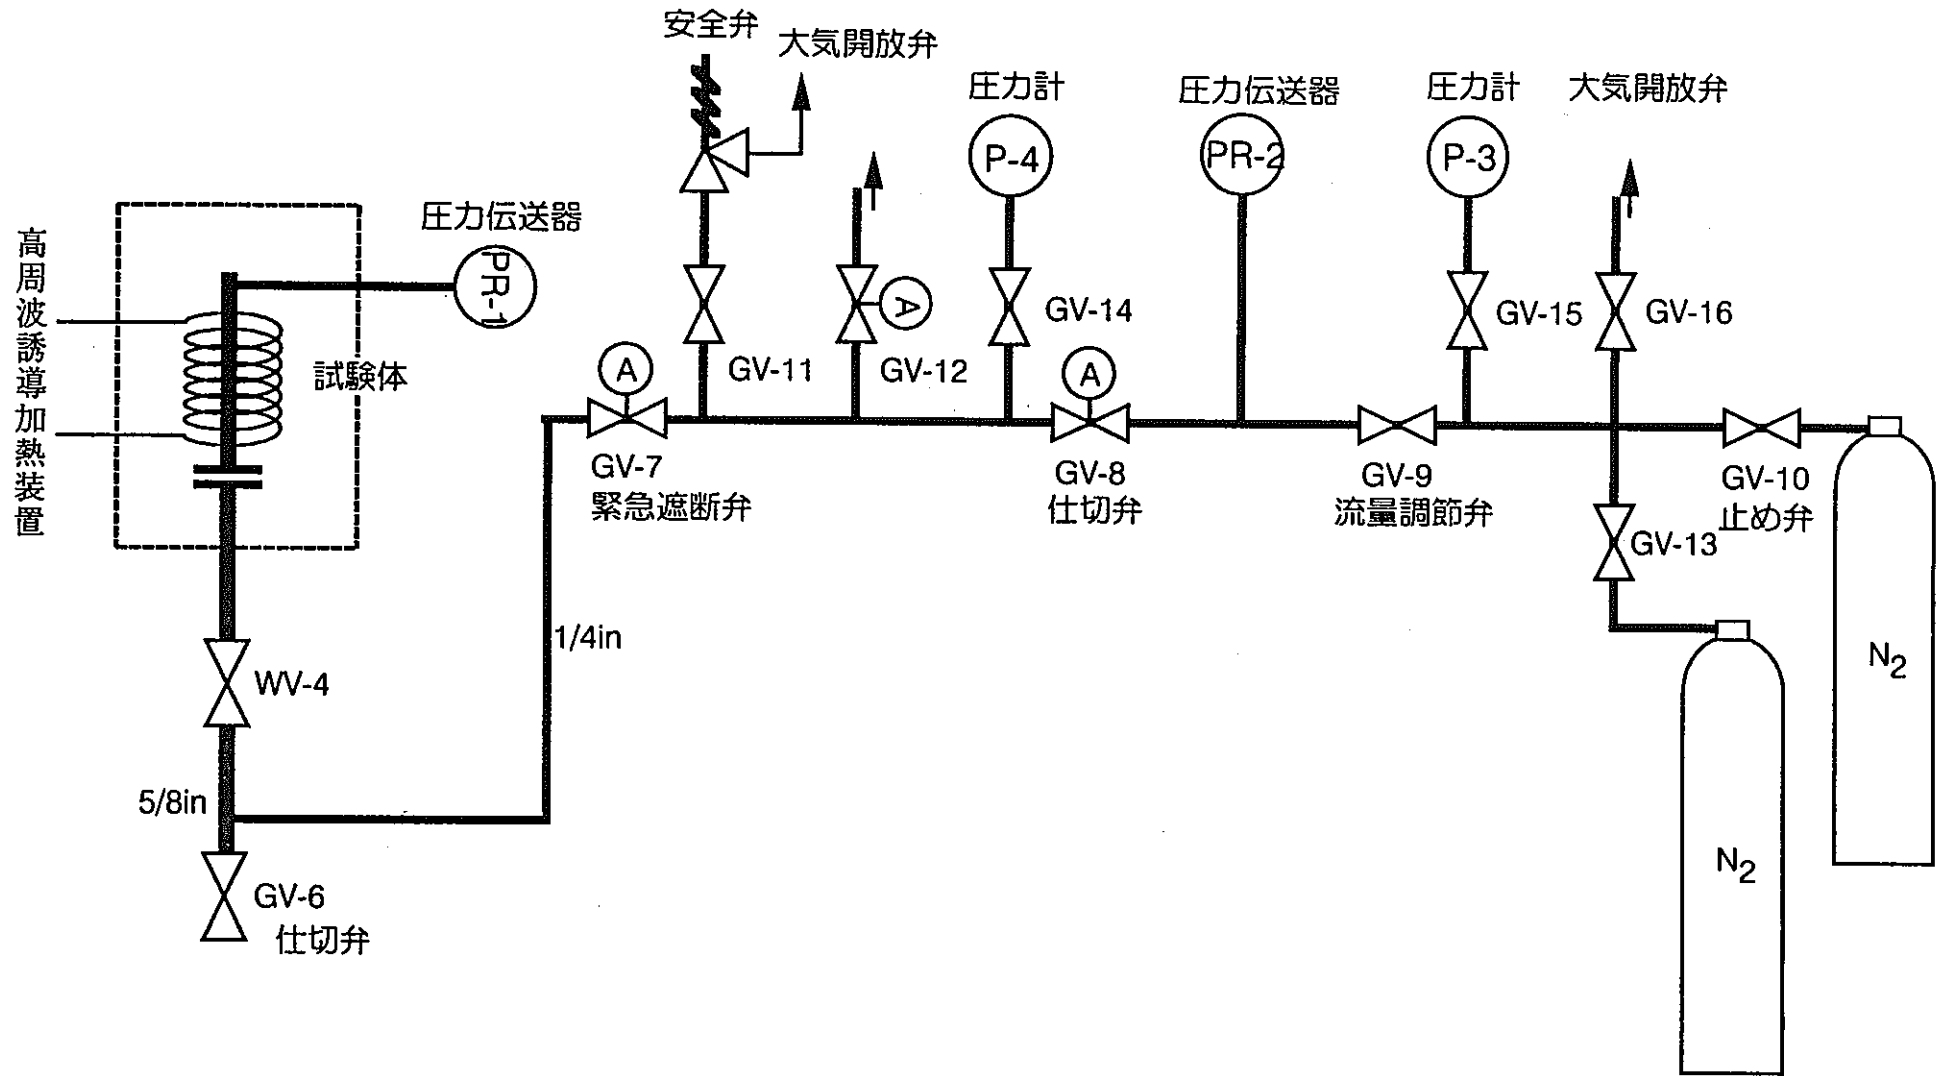 安全弁
大気開放弁
圧力計
P-4
圧力伝送器
PR-2
圧力計
P-3
大気開放弁
高周波誘導加熱装置
圧力伝送器
PR-1
試験体
GV-11
A
GV-12
GV-14
GV-15
GV-16
A
GV-7
緊急遮断弁
A
GV-8
仕切弁
GV-9
流量調節弁
GV-10
止め弁
GV-13
1/4in
WV-4
5/8in
GV-6
仕切弁
N2
N2